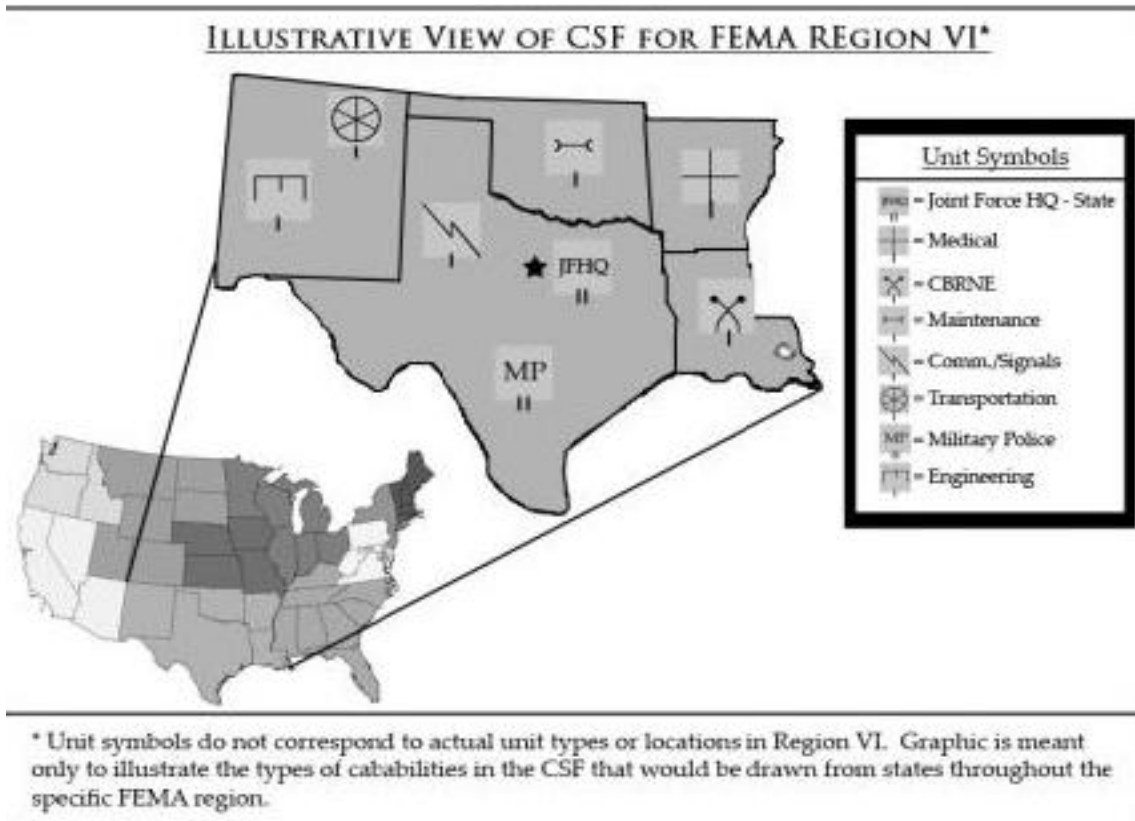 ILLUSTRATIVE VIEW OF CSF FOR FEMA REGION VI*
JFHQ
MP
Unit Symbols
JFHQ = Joint Force HQ - State
= Medical
= CBRNE
= Maintenance
= Comm./Signals
= Transportation
MP = Military Police
= Engineering
* Unit symbols do not correspond to actual unit types or locations in Region VI. Graphic is meant
only to illustrate the types of cababilities in the CSF that would be drawn from states throughout the
specific FEMA region.